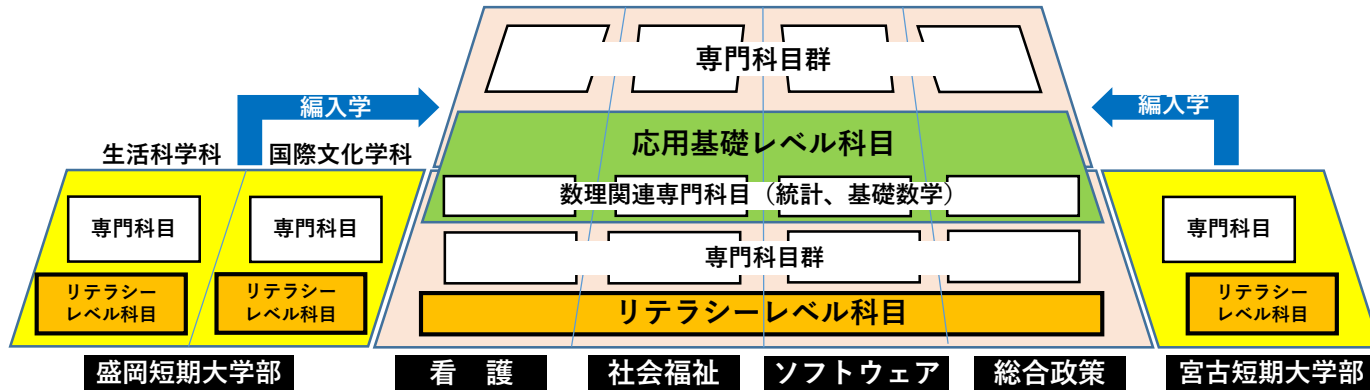 専門科目群
編入学
編入学
応用基礎レベル科目
生活科学科
国際文化学科
数理関連専門科目（統計、基礎数学）
専門科目
専門科目
専門科目
専門科目群
リテラシー
レベル科目
リテラシー
レベル科目
リテラシーレベル科目
リテラシー
レベル科目
盛岡短期大学部
看　護
社会福祉
ソフトウェア
総合政策
宮古短期大学部